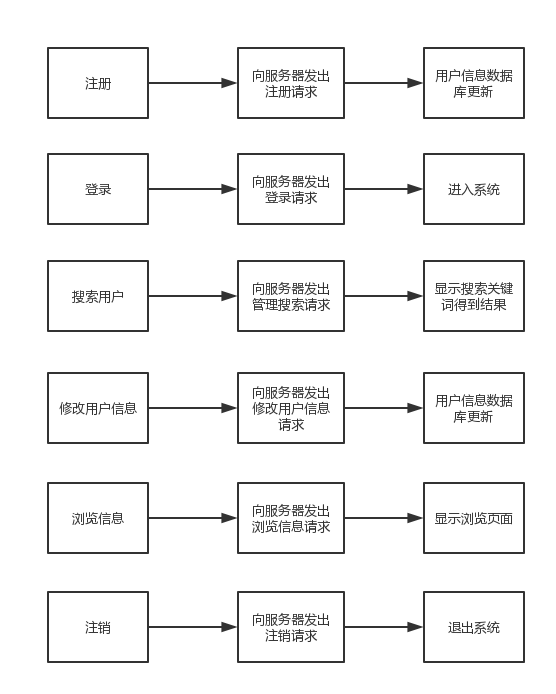 注册
向服务器发出
注册请求
用户信息数据
库更新
登录
向服务器发出
登录请求
进入系统
搜索用户
向服务器发出
管理搜索请求
显示搜索关键
词得到结果
修改用户信息
向服务器发出
修改用户信息
请求
用户信息数据
库更新
浏览信息
向服务器发出
浏览信息请求
显示浏览页面
注销
向服务器发出
注销请求
退出系统